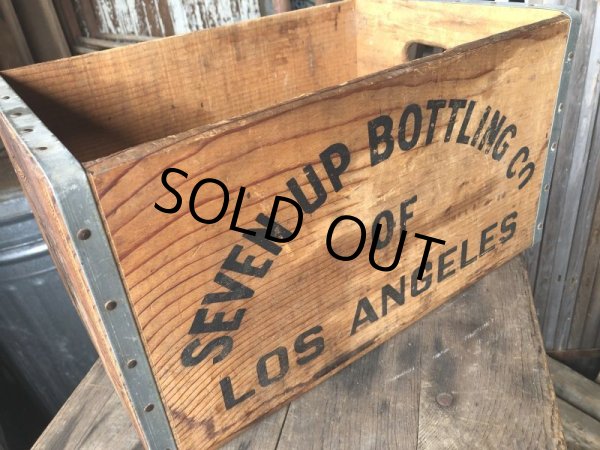 SEVEN UP BOTTLING CO
OF
LOS ANGELES
SOLD OUT